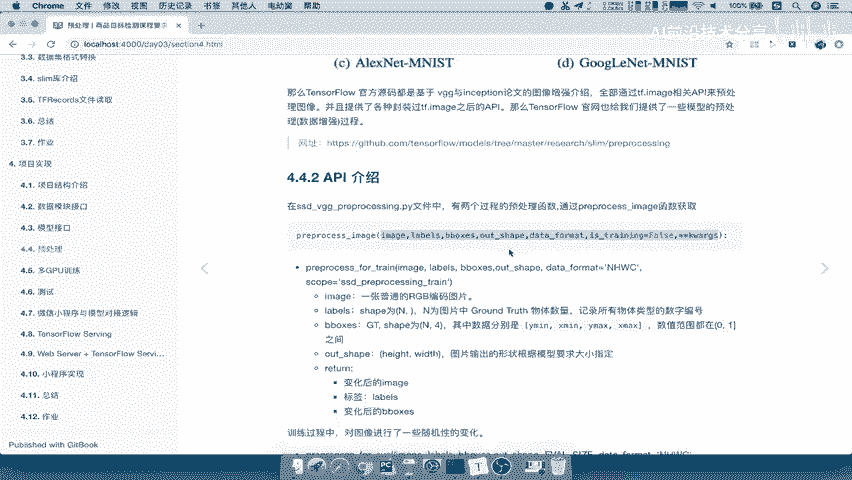 Chrome 文件 修改 视图 历史记录 书签 其他人 电动窗 帮助
100%
AI前沿技术分享
预处理 | 商品目标检测课程要求
localhost:4000/day03/section4.html
3.3. 数据集格式转换
3.4. slim库介绍
3.5. TFRecords文件读取
3.6. 总结
3.7. 作业
4. 项目实现
4.1. 项目结构介绍
4.2. 数据模块接口
4.3. 模型接口
4.4. 预处理
4.5. 多GPU训练
4.6. 测试
4.7. 微信小程序与模型对接逻辑
4.8. TensorFlow Serving
4.9. Web Server + TensorFlow Servi...
4.10. 小程序实现
4.11. 总结
4.12. 作业
Published with GitBook
(c) AlexNet-MNIST (d) GoogLeNet-MNIST
那么TensorFlow 官方源码都是基于 vgg与inception论文的图像增强介绍，全部通过tf.image相关API来预处
理图像。并且提供了各种封装过tf.image之后的API。那么TensorFlow 官网也给我们提供了一些模型的预处
理(数据增强)过程。
网址：https://github.com/tensorflow/models/tree/master/research/slim/preprocessing
4.4.2 API 介绍
在ssd_vgg_preprocessing.py文件中，有两个过程的预处理函数,通过preprocess_image函数获取
preprocess_image(image,labels,bboxes,out_shape,data_format,is_training=False,**kwargs):
• preprocess_for_train(image, labels, bboxes,out_shape, data_format='NHWC',
scope='ssd_preprocessing_train')
◦ image：一张普通的RGB编码图片。
◦ labels：shape为(N, )，N为图片中 Ground Truth 物体数量，记录所有物体类型的数字编号
◦ bboxes：GT, shape为(N, 4)，其中数据分别是 [ymin, xmin, ymax, xmax] ，数值范围都在(0, 1]
之间
◦ out_shape：(height, width)，图片输出的形状根据模型要求大小指定
◦ return:
▪ 变化后的image
▪ 标签：labels
▪ 变化后的bboxes
训练过程中，对图像进行了一些随机性的变化。